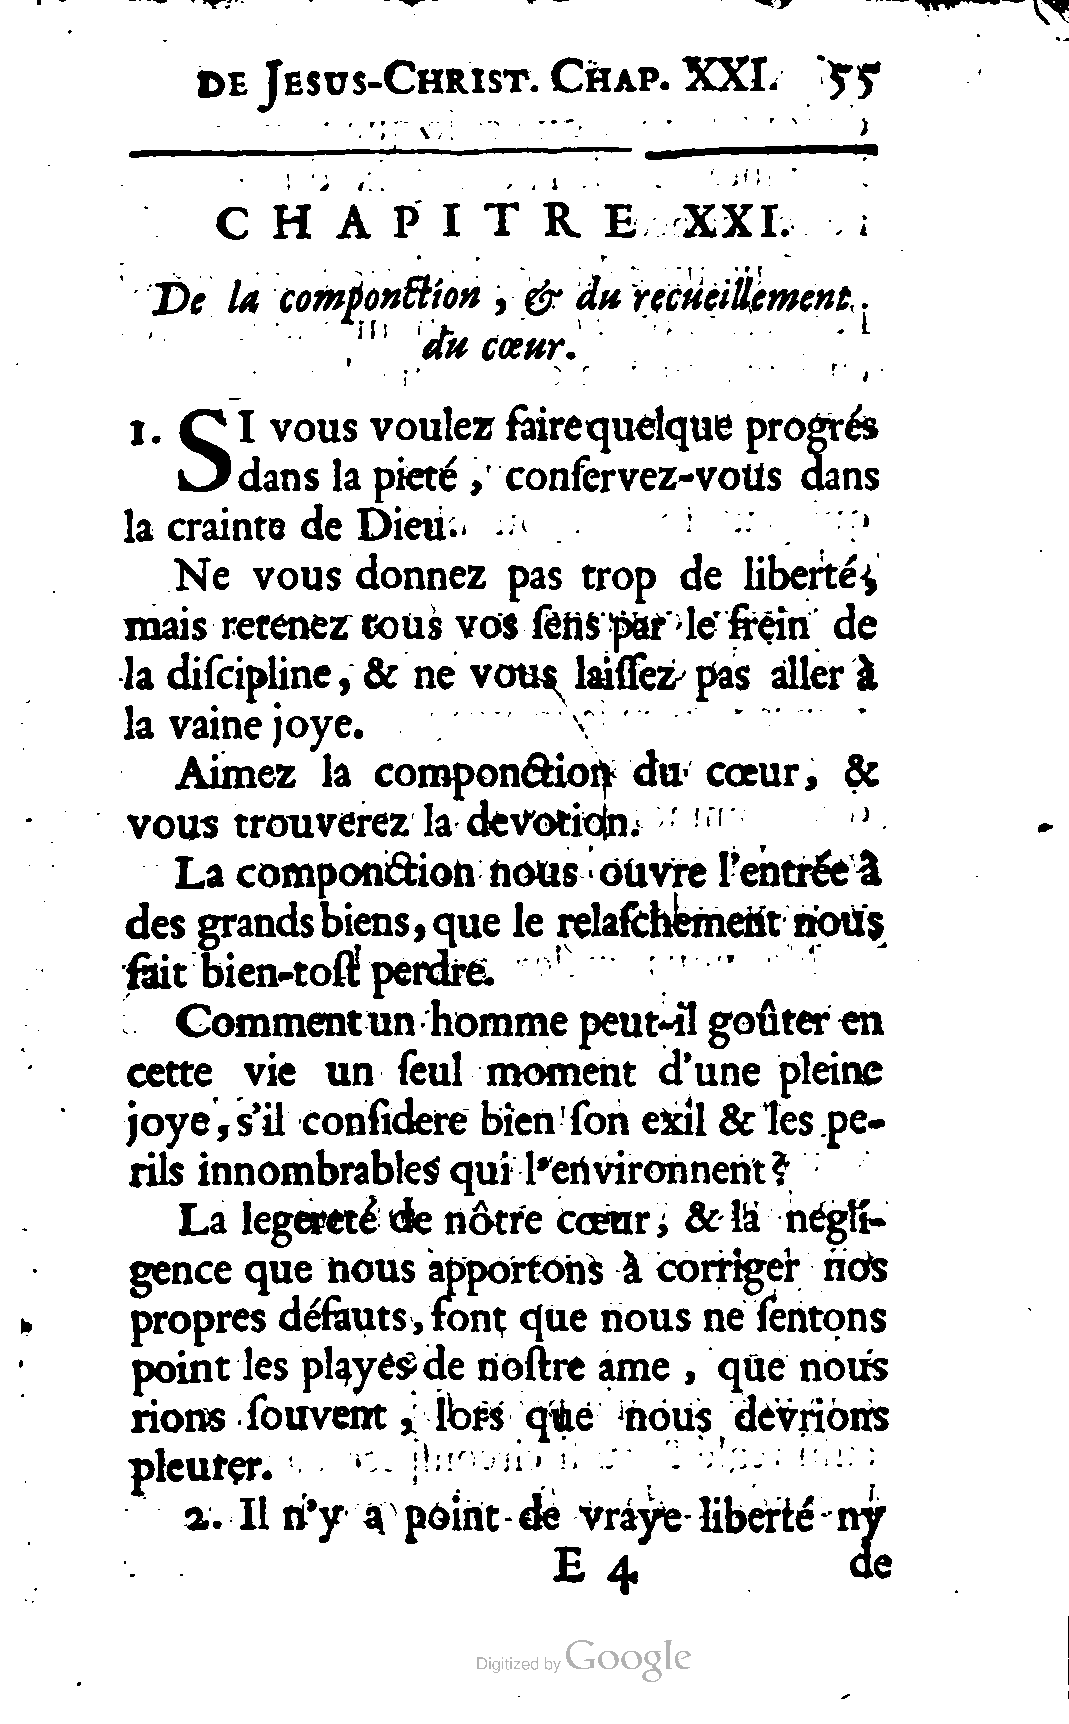 DE JESUS-CHRIST. CHAP. XXI. 55
CHAPITRE XXI.
De la componction, & du recueillement
du cœur.
1. SI vous voulez faire quelque progrés
dans la pieté, conſervez-vous dans
la crainte de Dieu.
Ne vous donnez pas trop de liberté;
mais retenez tous vos ſens par le frein de
la diſcipline, & ne vous laiſſez pas aller à
la vaine joye.
Aimez la componction du cœur, &
vous trouverez la devotion.
La componction nous ouvre l'entrée à
des grands biens, que le relaſchement nous
fait bien-toſt perdre.
Comment un homme peut-il goûter en
cette vie un ſeul moment d'une pleine
joye, s'il conſidere bien ſon exil & les pe-
rils innombrables qui l'environnent?
La legereté de nôtre cœur, & la négli-
gence que nous apportons à corriger nos
propres défauts, font que nous ne ſentons
point les playes de noſtre ame, que nous
rions ſouvent, lors que nous devrions
pleurer.
2. Il n'y a point de vraye liberté ny
E 4 de
Digitized by Google